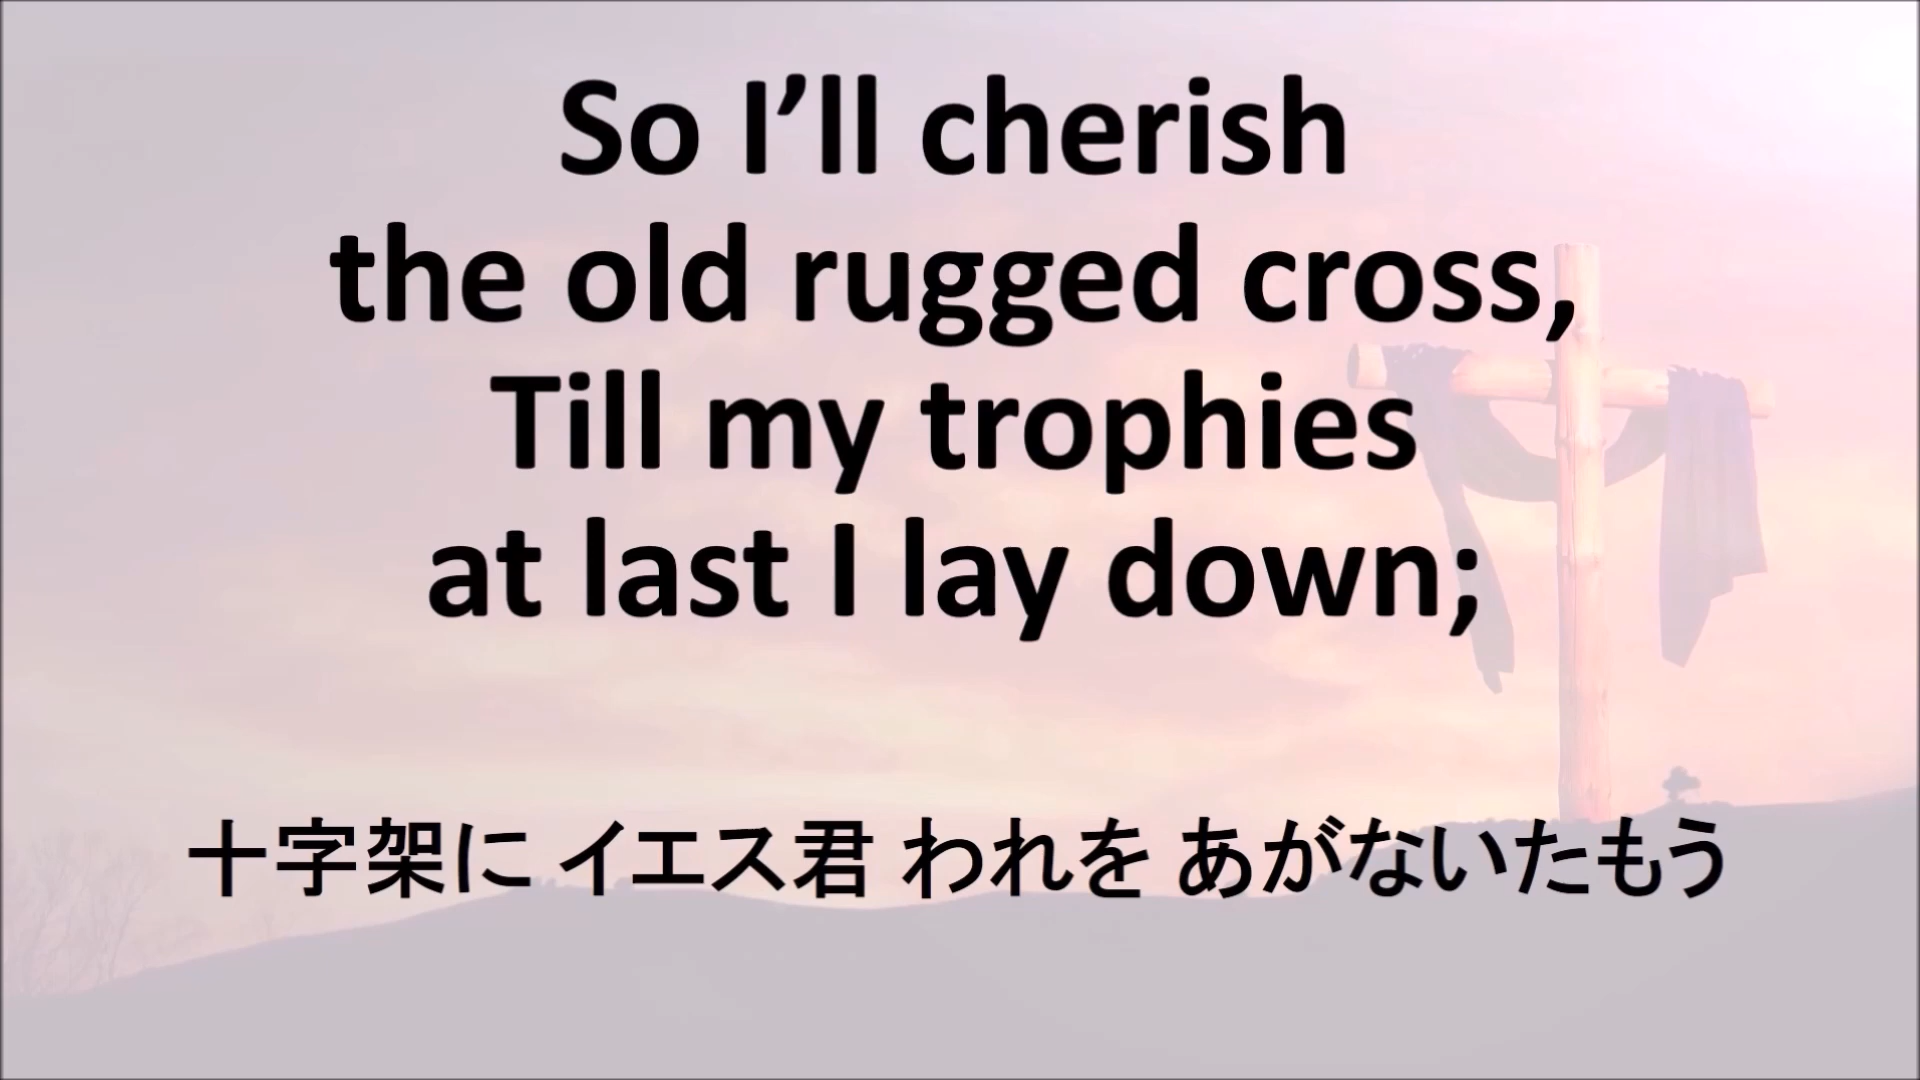 So I’ll cherish
the old rugged cross,
Till my trophies
at last I lay down;
十字架に イエス君 われを あがないたもう